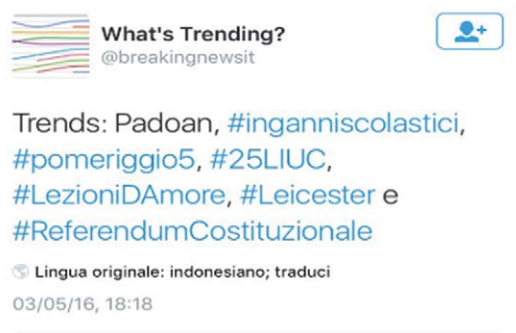 What's Trending?
@breakingnewsit
Trends: Padoan, #inganniscolastici,
#pomeriggio5, #25LIUC,
#LezioniDAmore, #Leicester e
#ReferendumCostituzionale
Lingua originale: indonesiano; traduci
03/05/16, 18:18